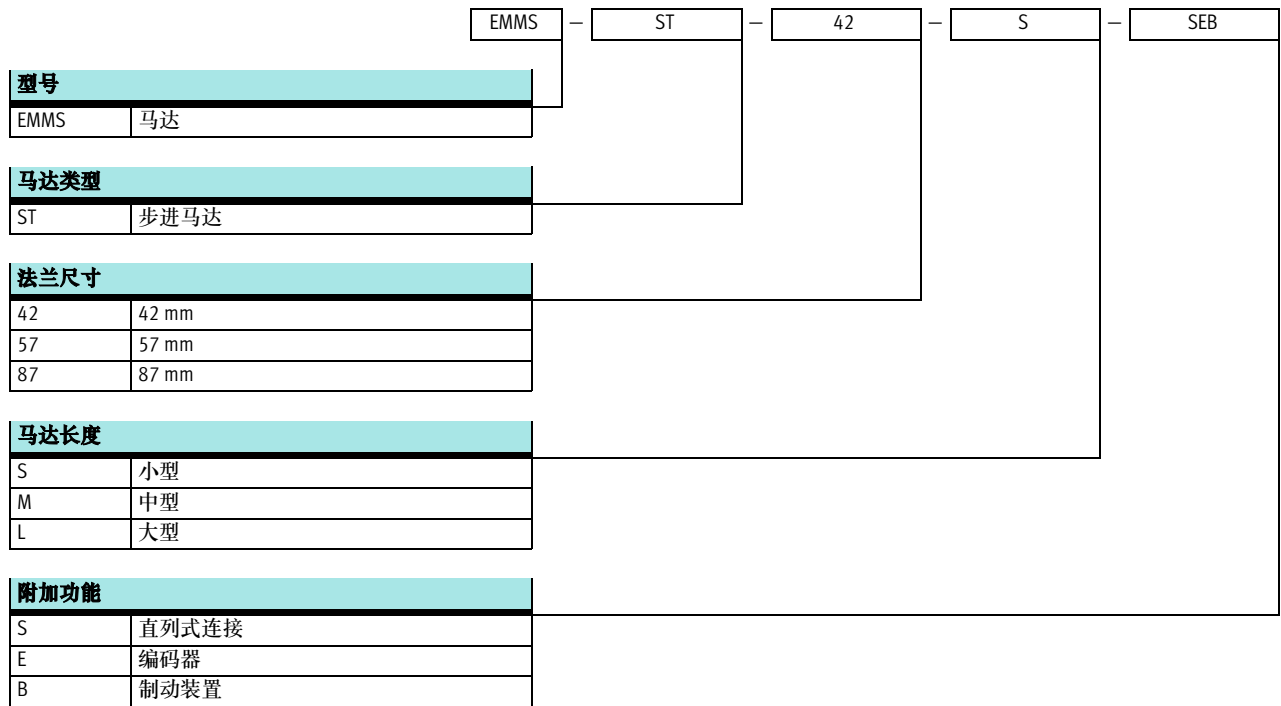 EMMS – ST – 42 – S – SEB
型号
EMMS 马达
马达类型
ST 步进马达
法兰尺寸
42 42 mm
57 57 mm
87 87 mm
马达长度
S 小型
M 中型
L 大型
附加功能
S 直列式连接
E 编码器
B 制动装置